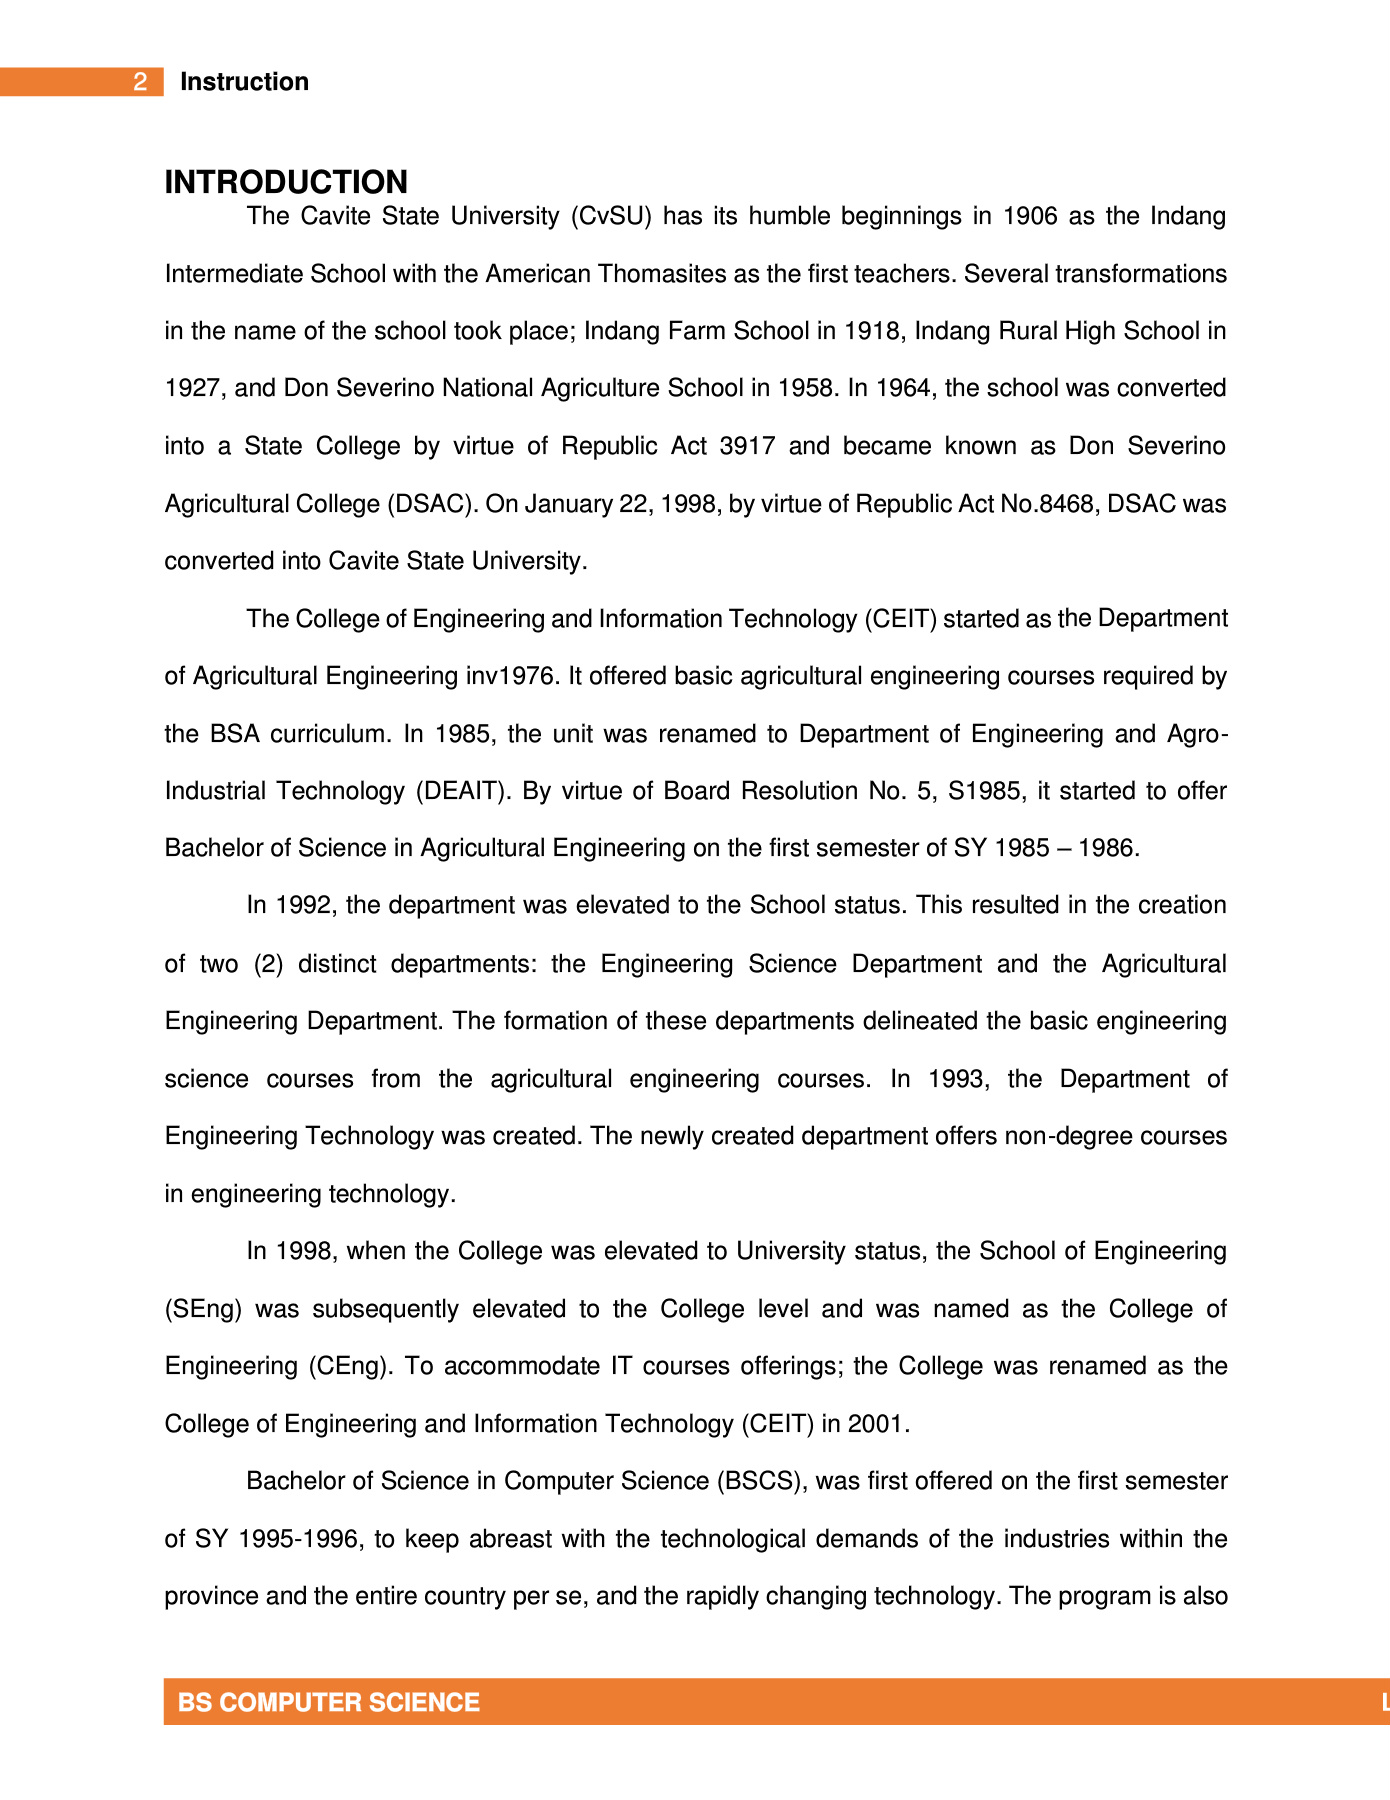 2 Instruction
INTRODUCTION
The Cavite State University (CvSU) has its humble beginnings in 1906 as the Indang
Intermediate School with the American Thomasites as the first teachers. Several transformations
in the name of the school took place; Indang Farm School in 1918, Indang Rural High School in
1927, and Don Severino National Agriculture School in 1958. In 1964, the school was converted
into a State College by virtue of Republic Act 3917 and became known as Don Severino
Agricultural College (DSAC). On January 22, 1998, by virtue of Republic Act No.8468, DSAC was
converted into Cavite State University.
The College of Engineering and Information Technology (CEIT) started as the Department
of Agricultural Engineering inv1976. It offered basic agricultural engineering courses required by
the BSA curriculum. In 1985, the unit was renamed to Department of Engineering and Agro-
Industrial Technology (DEAIT). By virtue of Board Resolution No. 5, S1985, it started to offer
Bachelor of Science in Agricultural Engineering on the first semester of SY 1985 – 1986.
In 1992, the department was elevated to the School status. This resulted in the creation
of two (2) distinct departments: the Engineering Science Department and the Agricultural
Engineering Department. The formation of these departments delineated the basic engineering
science courses from the agricultural engineering courses. In 1993, the Department of
Engineering Technology was created. The newly created department offers non-degree courses
in engineering technology.
In 1998, when the College was elevated to University status, the School of Engineering
(SEng) was subsequently elevated to the College level and was named as the College of
Engineering (CEng). To accommodate IT courses offerings; the College was renamed as the
College of Engineering and Information Technology (CEIT) in 2001.
Bachelor of Science in Computer Science (BSCS), was first offered on the first semester
of SY 1995-1996, to keep abreast with the technological demands of the industries within the
province and the entire country per se, and the rapidly changing technology. The program is also
BS COMPUTER SCIENCE